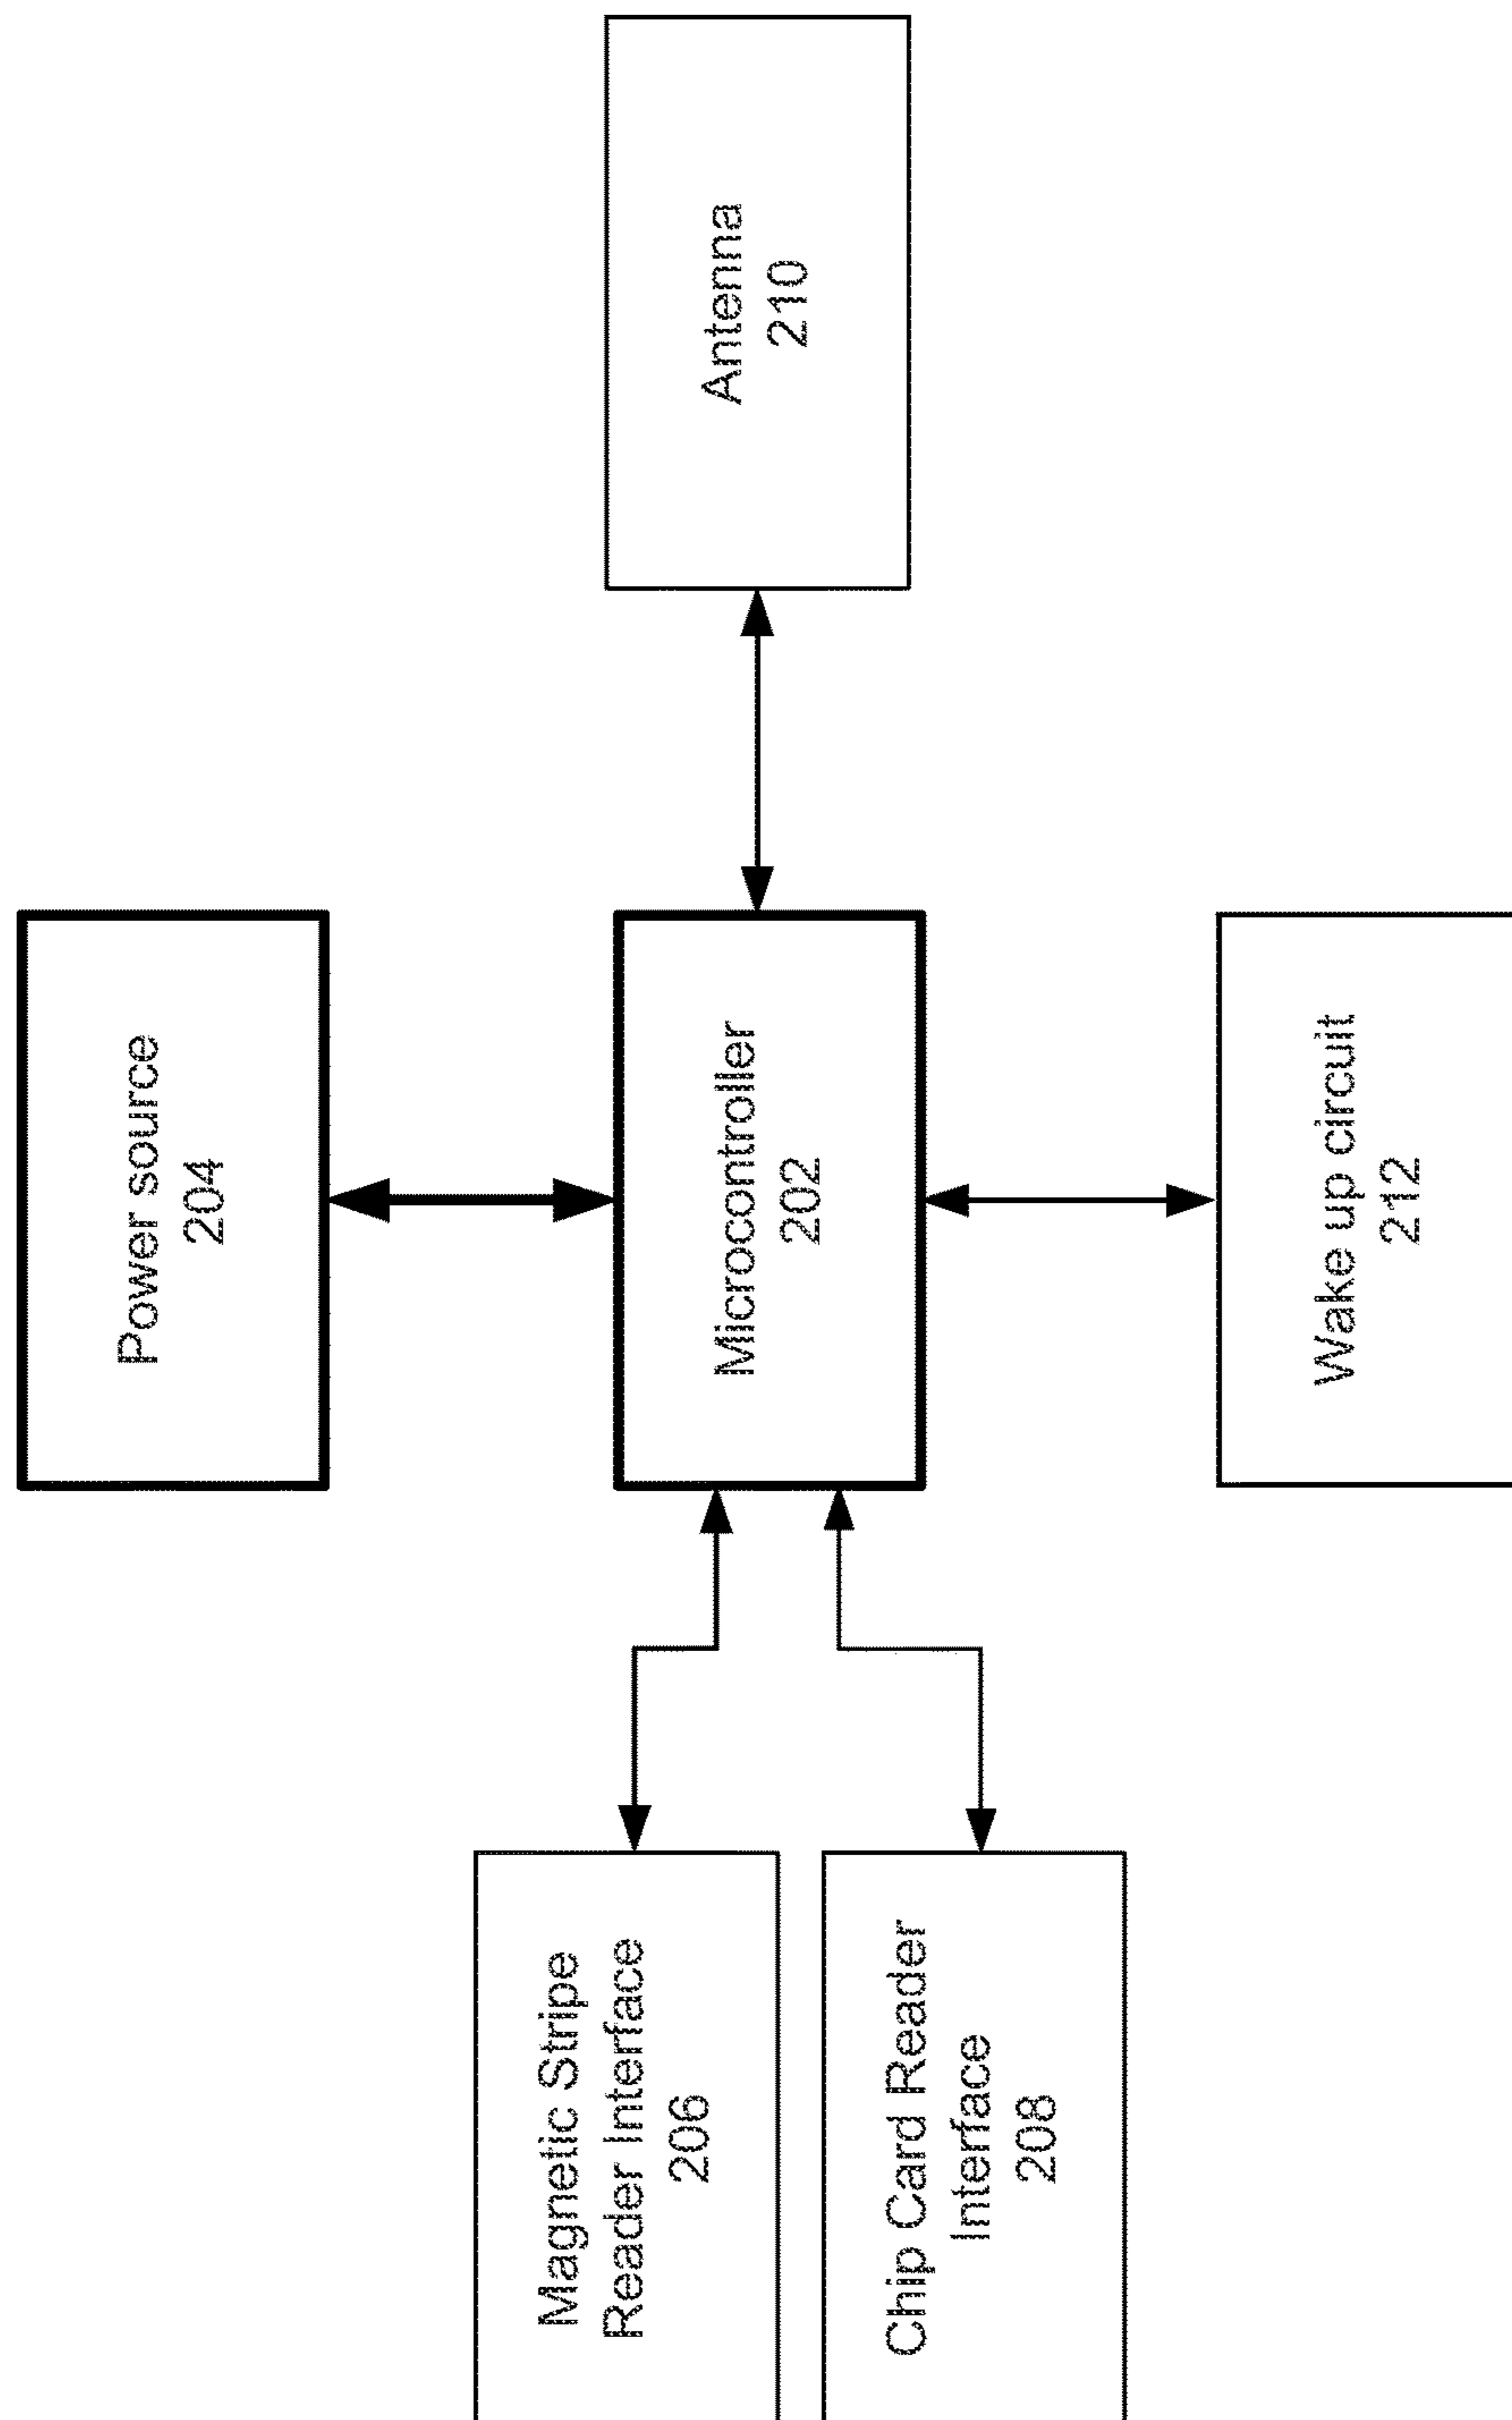 Power source
204
Magnetic Stripe
Reader Interface
206
Microcontroller
202
Antenna
210
Chip Card Reader
Interface
208
Wake up circuit
212